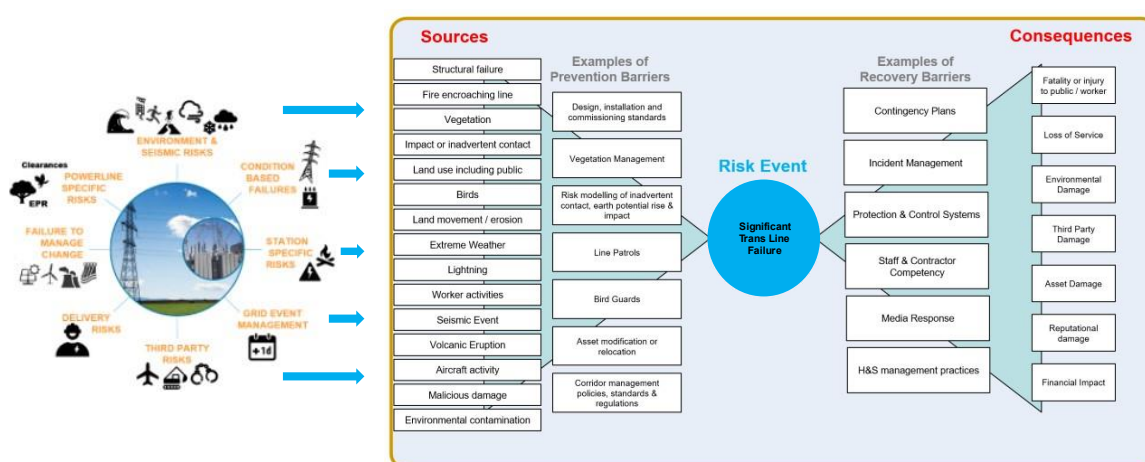 ENVIRONMENT &
SEISMIC RISKS
Clearances
POWERLINE
SPECIFIC
RISKS
EPR
CONDITION
BASED
FAILURES
FAILURE TO
MANAGE
CHANGE
STATION
SPECIFIC
RISKS
DELIVERY
RISKS
GRID EVENT
MANAGEMENT
+1d
THIRD PARTY
RISKS
Sources
Structural failure
Fire encroaching line
Vegetation
Impact or inadvertent contact
Land use including public
Birds
Land movement / erosion
Extreme Weather
Lightning
Worker activities
Seismic Event
Volcanic Eruption
Aircraft activity
Malicious damage
Environmental contamination
Examples of
Prevention Barriers
Design, installation and
commissioning standards
Vegetation Management
Risk modelling of inadvertent
contact, earth potential rise &
impact
Line Patrols
Bird Guards
Asset modification or
relocation
Corridor management
policies, standards &
regulations
Risk Event
Significant
Trans Line
Failure
Examples of
Recovery Barriers
Contingency Plans
Incident Management
Protection & Control Systems
Staff & Contractor
Competency
Media Response
H&S management practices
Consequences
Fatality or injury
to public / worker
Loss of Service
Environmental
Damage
Third Party
Damage
Asset Damage
Reputational
damage
Financial Impact